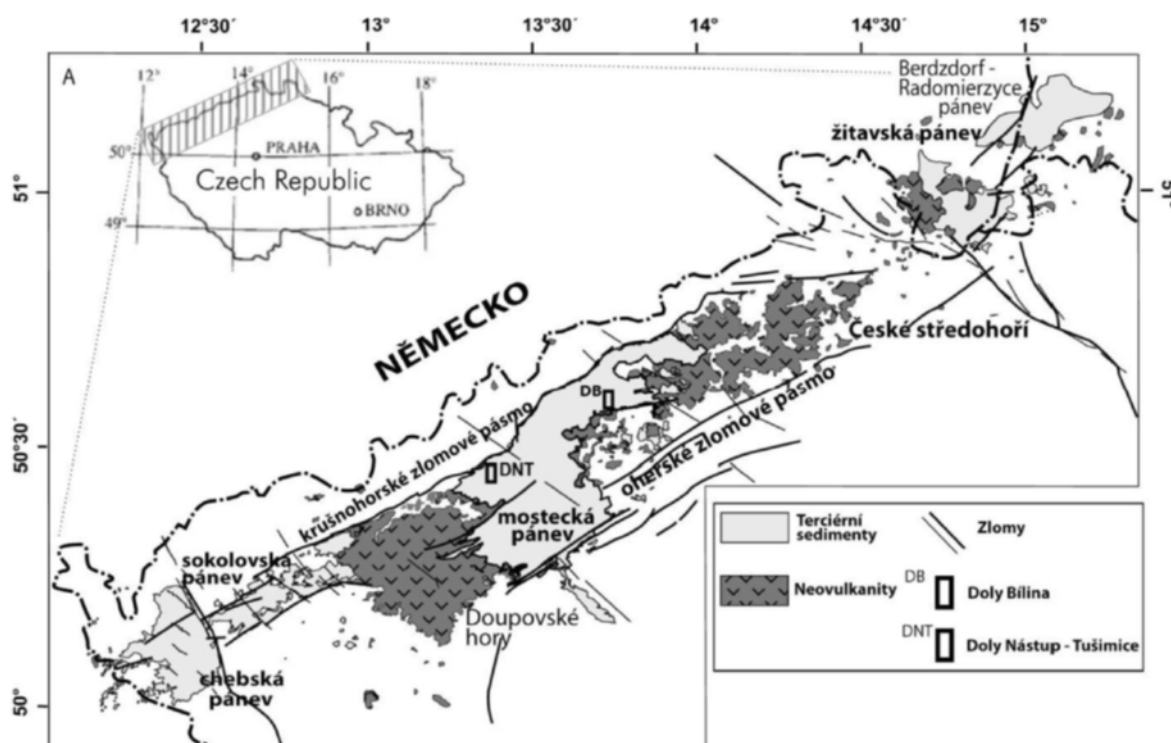 12°30´
13°
13°30´
14°
14°30´
15°
A
12°
14°
16°
18°
50°
PRAHA
Czech Republic
BRNO
49°
Berdzdorf -
Radomierzyce
pánev
žitavská pánev
51°
51°
NĚMECKO
České středohoří
DB
krušnohorské zlomové pásmo
oherské zlomové pásmo
50°30´
DNT
mostecká
pánev
sokolovská
pánev
Doupovské
hory
chebská
pánev
50°
Terciérní
sedimenty
Zlomy
Neovulkanity
DB
Doly Bílina
DNT
Doly Nástup - Tušimice